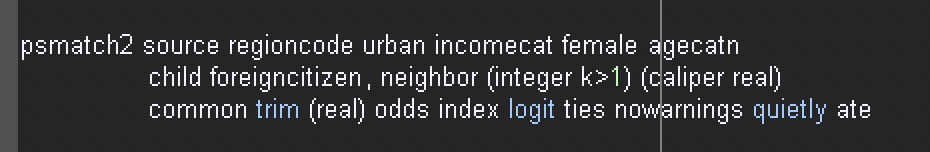 psmatch2 source regioncode urban incomecat female agecatn
child foreigncitizen, neighbor (integer k>1) (caliper real)
common trim (real) odds index logit ties nowarnings quietly ate